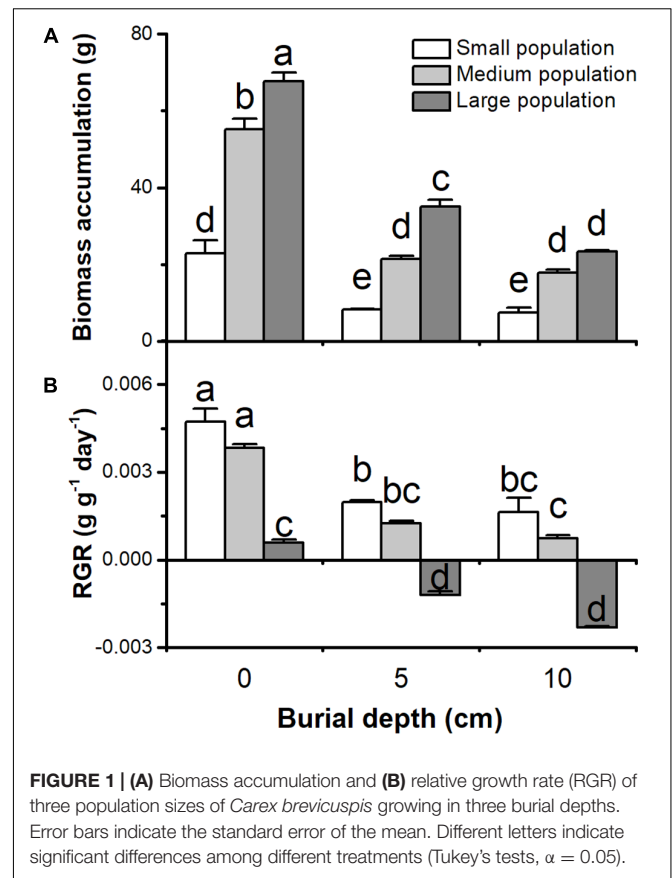 A
80
Small population
Medium population
Large population
Biomass accumulation (g)
40
0
d b a
e d c
e d d
B
0.006
0.003
0.000
-0.003
RGR (g g⁻¹ day⁻¹)
a a c
b bc d
bc c d
0 5 10
Burial depth (cm)
FIGURE 1 | (A) Biomass accumulation and (B) relative growth rate (RGR) of
three population sizes of Carex brevicuspis growing in three burial depths.
Error bars indicate the standard error of the mean. Different letters indicate
significant differences among different treatments (Tukey's tests, α = 0.05).